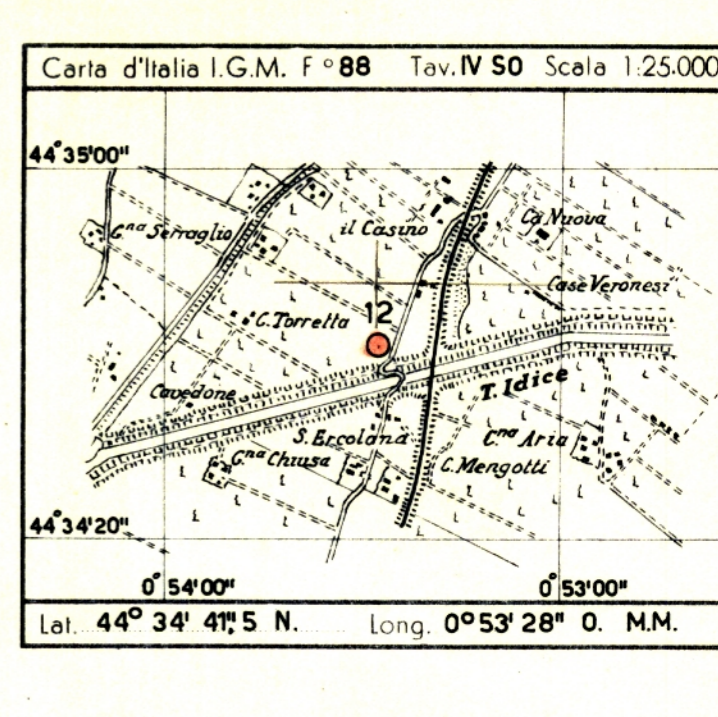 Carta d'Italia I.G.M. F° 88 Tav. IV SO Scala 1:25.000
44°35'00"
Cna Serraglio
il Casino
Ca Nuova
Case Veronesi
12
C. Torretta
Cavedone
T. Idice
S. Ercolano
Cna Aria
Cna Chiusa
C. Mengotti
44°34'20"
0°54'00"
0°53'00"
Lat. 44° 34' 41",5 N. Long. 0°53' 28" O. M.M.